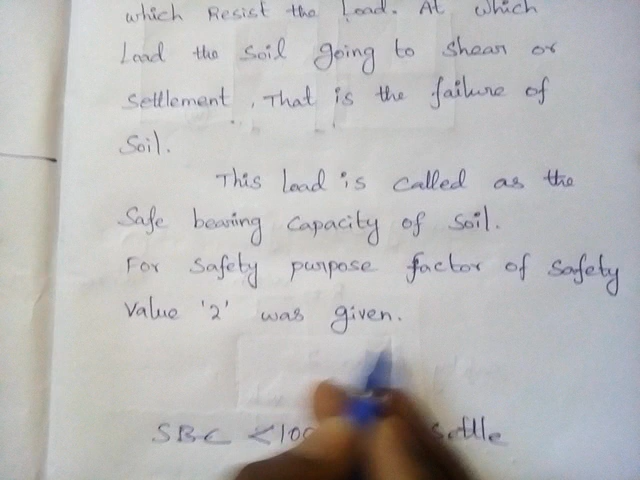 which Resist the Load. At which
Load the soil going to shear or
settlement, That is the failure of
Soil.
This load is called as the
Safe bearing capacity of soil.
For safety purpose factor of safety
value '2' was given.
SBC <100 settle